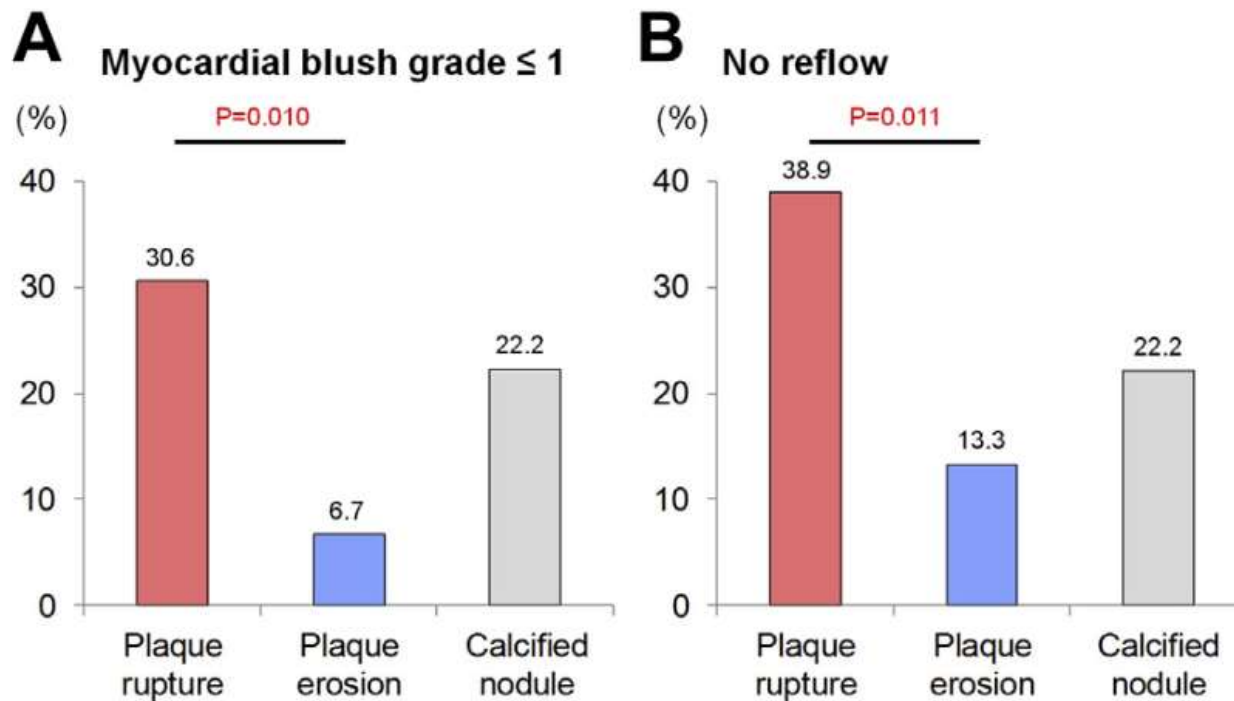 A Myocardial blush grade ≤ 1
(%)
P=0.010
40
30
20
10
0
30.6
6.7
22.2
Plaque rupture
Plaque erosion
Calcified nodule
B No reflow
(%)
P=0.011
40
30
20
10
0
38.9
13.3
22.2
Plaque rupture
Plaque erosion
Calcified nodule